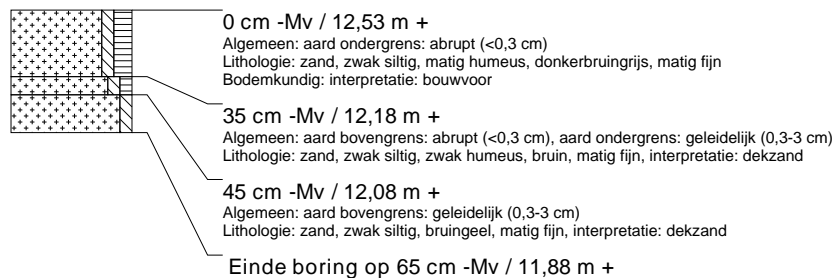 0 cm -Mv / 12,53 m +
Algemeen: aard ondergrens: abrupt (<0,3 cm)
Lithologie: zand, zwak siltig, matig humeus, donkerbruingrijs, matig fijn
Bodemkundig: interpretatie: bouwvoor
35 cm -Mv / 12,18 m +
Algemeen: aard bovengrens: abrupt (<0,3 cm), aard ondergrens: geleidelijk (0,3-3 cm)
Lithologie: zand, zwak siltig, zwak humeus, bruin, matig fijn, interpretatie: dekzand
45 cm -Mv / 12,08 m +
Algemeen: aard bovengrens: geleidelijk (0,3-3 cm)
Lithologie: zand, zwak siltig, bruingeel, matig fijn, interpretatie: dekzand
Einde boring op 65 cm -Mv / 11,88 m +